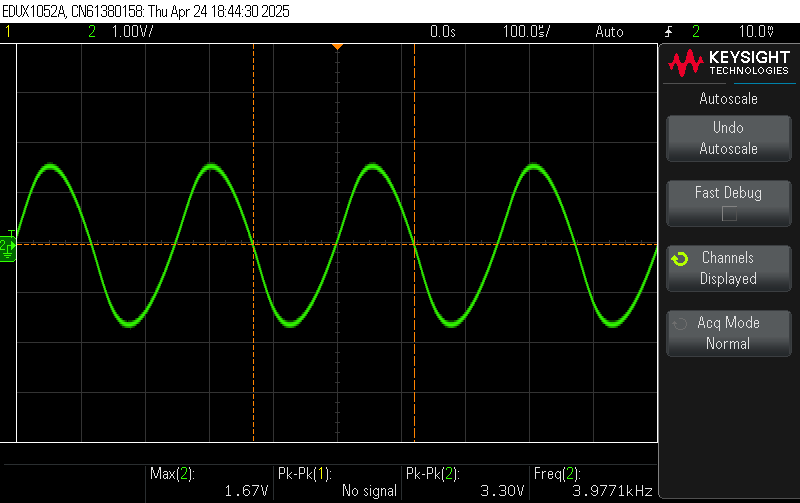 EDUX1052A, CN61380158: Thu Apr 24 18:44:30 2025
1 2 1.00V/ 0.0s 100.0us/ Auto 2 10.0mV
KEYSIGHT
TECHNOLOGIES
Autoscale
Undo
Autoscale
Fast Debug
T
2
Channels
Displayed
Acq Mode
Normal
Max(2): Pk-Pk(1): Pk-Pk(2): Freq(2):
1.67V No signal 3.30V 3.9771kHz